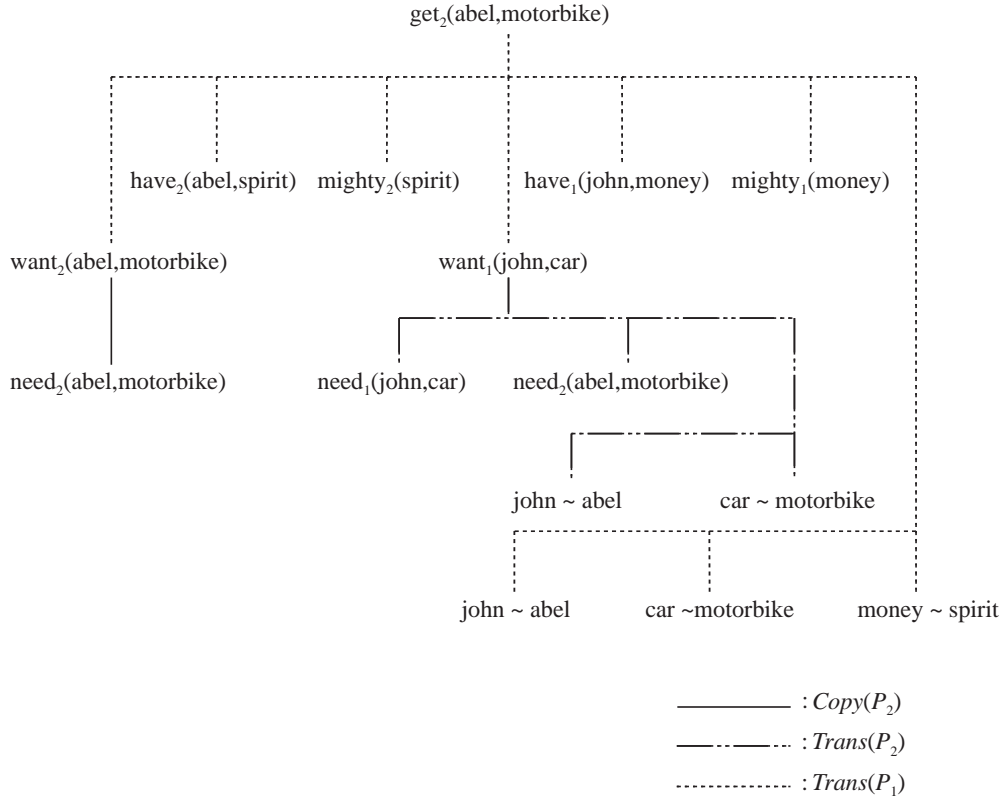 get₂(abel,motorbike)
have₂(abel,spirit) mighty₂(spirit) have₁(john,money) mighty₁(money)
want₂(abel,motorbike) want₁(john,car)
need₂(abel,motorbike) need₁(john,car) need₂(abel,motorbike)
john ~ abel car ~ motorbike
john ~ abel car ~motorbike money ~ spirit
: Copy(P₂)
: Trans(P₂)
: Trans(P₁)